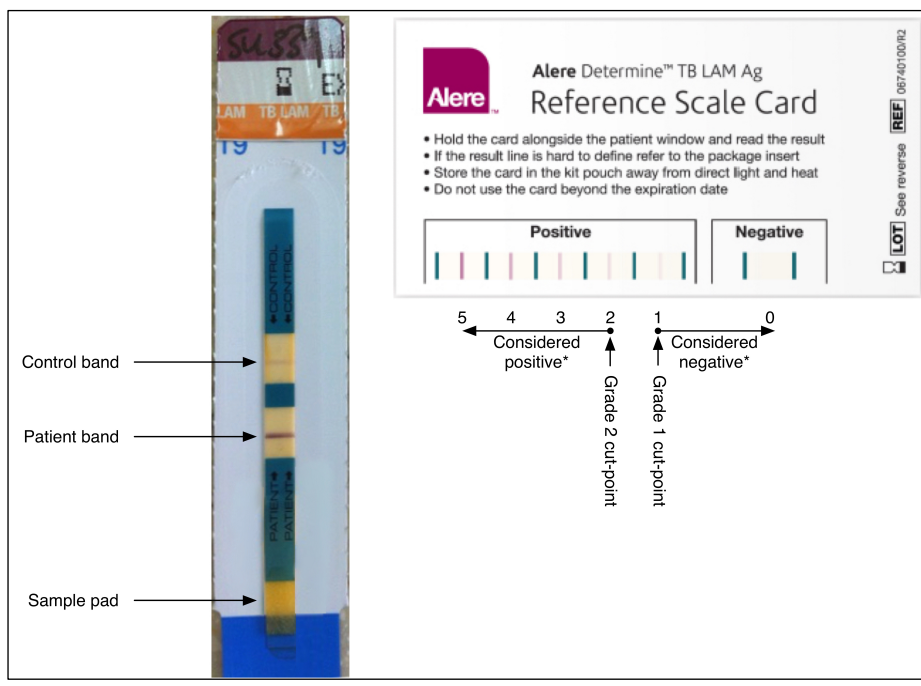 SU334
EX
LAM TB LAM TB
19 19
←CONTROL
←CONTROL
PATIENT→
PATIENT→
Control band
Patient band
Sample pad
Alere
Alere Determine™ TB LAM Ag
Reference Scale Card
• Hold the card alongside the patient window and read the result
• If the result line is hard to define refer to the package insert
• Store the card in the kit pouch away from direct light and heat
• Do not use the card beyond the expiration date
Positive
Negative
LOT See reverse REF 06740100/R2
5 4 3 2 1 0
Considered positive*
Considered negative*
Grade 2 cut-point
Grade 1 cut-point